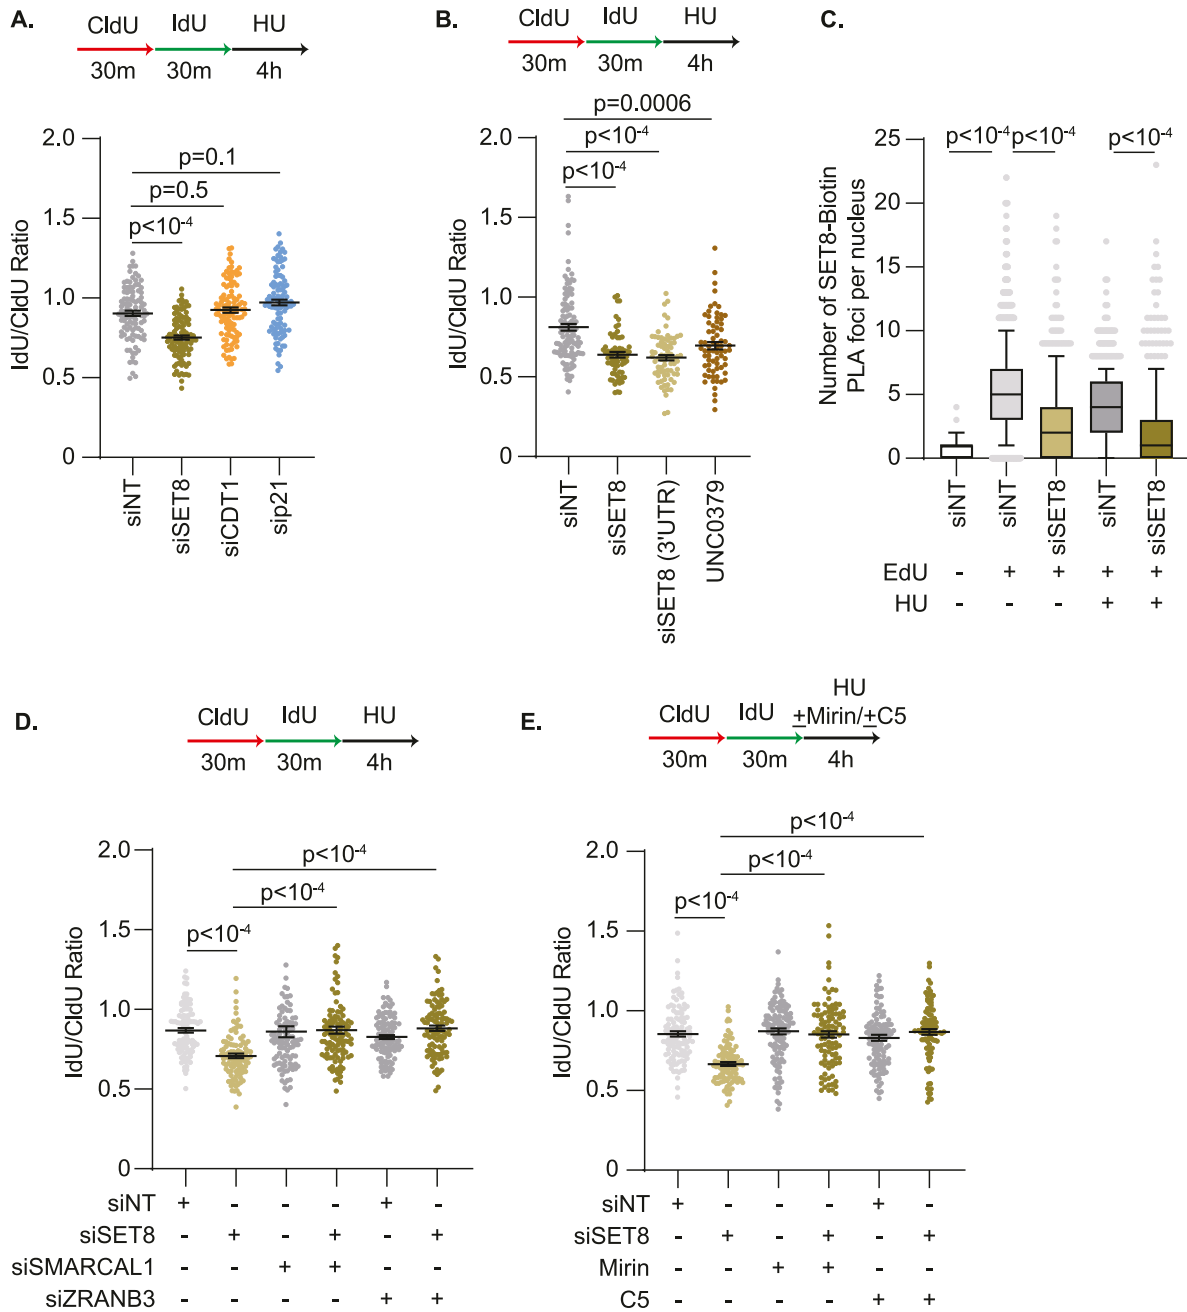 A.
CldU IdU HU
30m 30m 4h
2.0
1.5
1.0
0.5
0
IdU/CldU Ratio
p=0.1
p=0.5
p<10-4
siNT
siSET8
siCDT1
sip21
B.
CldU IdU HU
30m 30m 4h
p=0.0006
p<10-4
p<10-4
2.0
1.5
1.0
0.5
0
IdU/CldU Ratio
siNT
siSET8
siSET8 (3'UTR)
UNC0379
C.
25
20
15
10
5
0
Number of SET8-Biotin
PLA foci per nucleus
p<10-4 p<10-4 p<10-4
siNT
siNT
siSET8
siNT
siSET8
EdU - + + + +
HU - - - + +
D.
CldU IdU HU
30m 30m 4h
2.0
1.5
1.0
0.5
0
IdU/CldU Ratio
p<10-4
p<10-4
p<10-4
siNT + - - - + -
siSET8 - + - + - +
siSMARCAL1 - - + + - -
siZRANB3 - - - - + +
E.
HU
CldU IdU ±Mirin/±C5
30m 30m 4h
2.0
1.5
1.0
0.5
0
IdU/CldU Ratio
p<10-4
p<10-4
p<10-4
siNT + - - - + -
siSET8 - + - + - +
Mirin - - + + - -
C5 - - - - + +